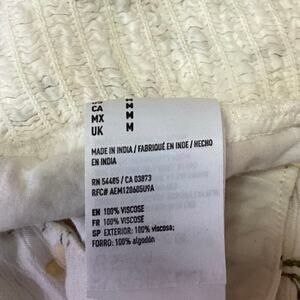 US M
CA M
MX M
UK M
MADE IN INDIA / FABRIQUÉ EN INDE / HECHO
EN INDIA
RN 54485 / CA 03873
RFC# AEM120605U9A
EN 100% VISCOSE
FR 100% VISCOSE
SP EXTERIOR: 100% viscosa;
FORRO: 100% algodón